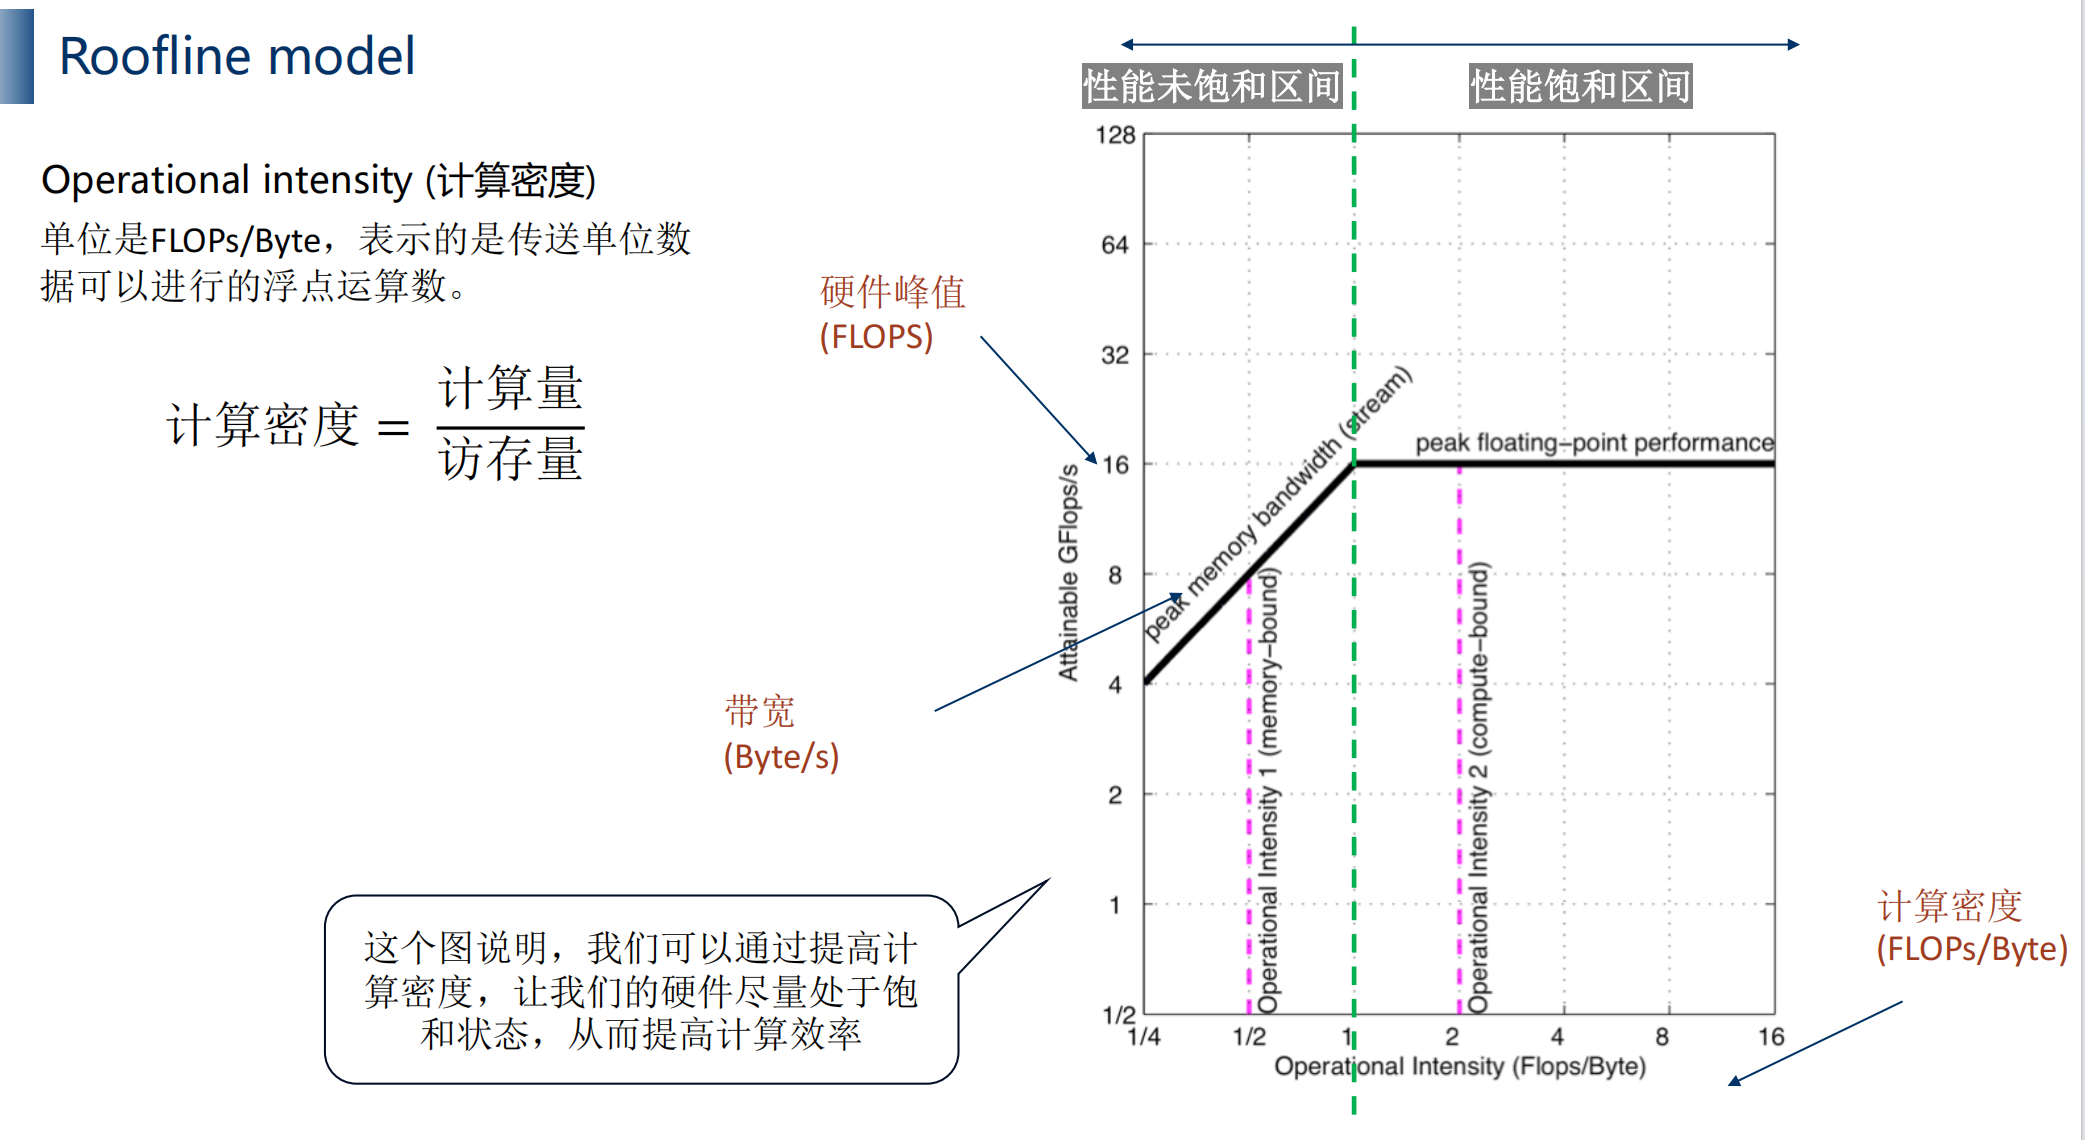 Roofline model
Operational intensity (计算密度)
单位是FLOPs/Byte，表示的是传送单位数
据可以进行的浮点运算数。
计算密度 = 计算量
访存量
硬件峰值
(FLOPS)
带宽
(Byte/s)
这个图说明，我们可以通过提高计
算密度，让我们的硬件尽量处于饱
和状态，从而提高计算效率
性能未饱和区间
性能饱和区间
128
64
32
16
8
4
2
1
1/2
Attainable GFlops/s
peak memory bandwidth (stream)
peak floating-point performance
Operational Intensity 1 (memory-bound)
Operational Intensity 2 (compute-bound)
1/4
1/2
1
2
4
8
16
Operational Intensity (Flops/Byte)
计算密度
(FLOPs/Byte)